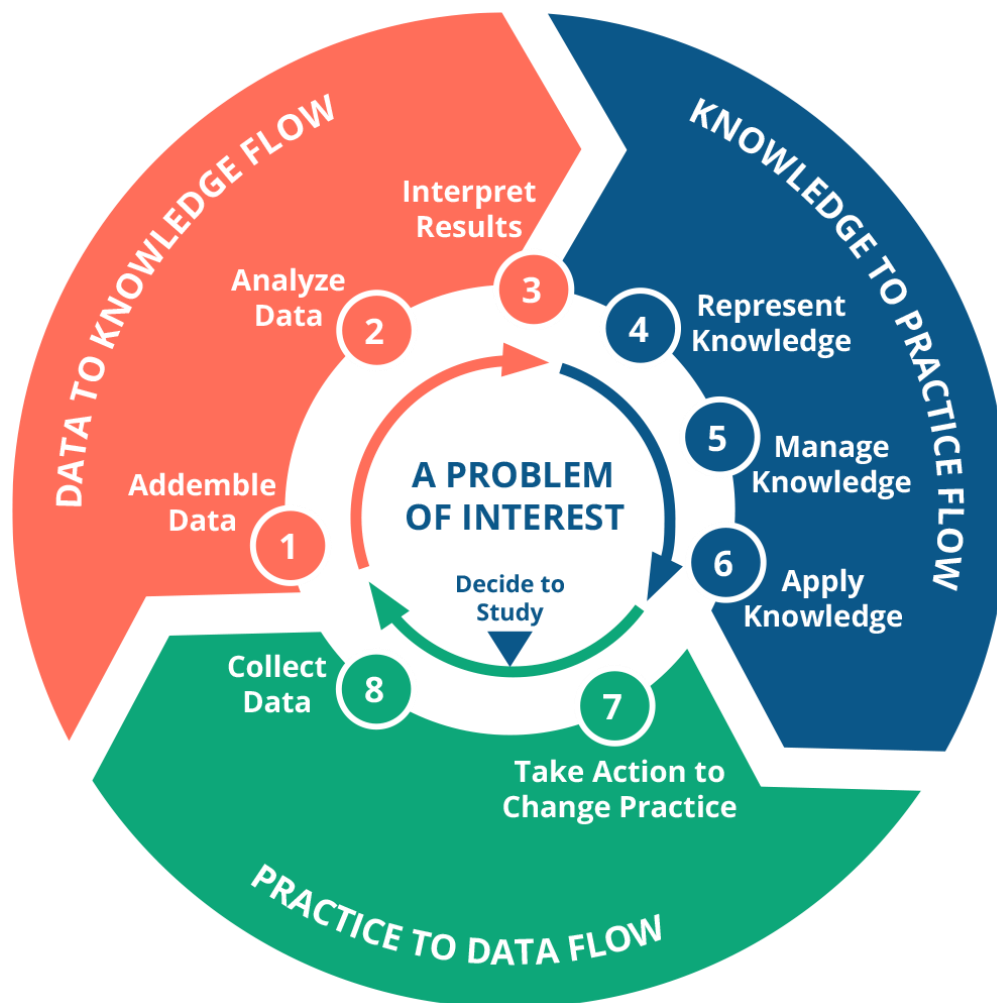 DATA TO KNOWLEDGE FLOW
Addemble
Data
1
Analyze
Data
2
Interpret
Results
3
KNOWLEDGE TO PRACTICE FLOW
4
Represent
Knowledge
5
Manage
Knowledge
6
Apply
Knowledge
A PROBLEM
OF INTEREST
Decide to
Study
7
Take Action to
Change Practice
8
Collect
Data
PRACTICE TO DATA FLOW